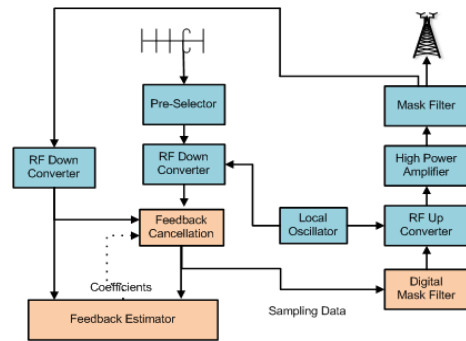 Pre-Selector
Mask Filter
RF Down
Converter
RF Down
Converter
High Power
Amplifier
Feedback
Cancellation
Local
Oscillator
RF Up
Converter
Coefficients
Digital
Mask Filter
Feedback Estimator
Sampling Data